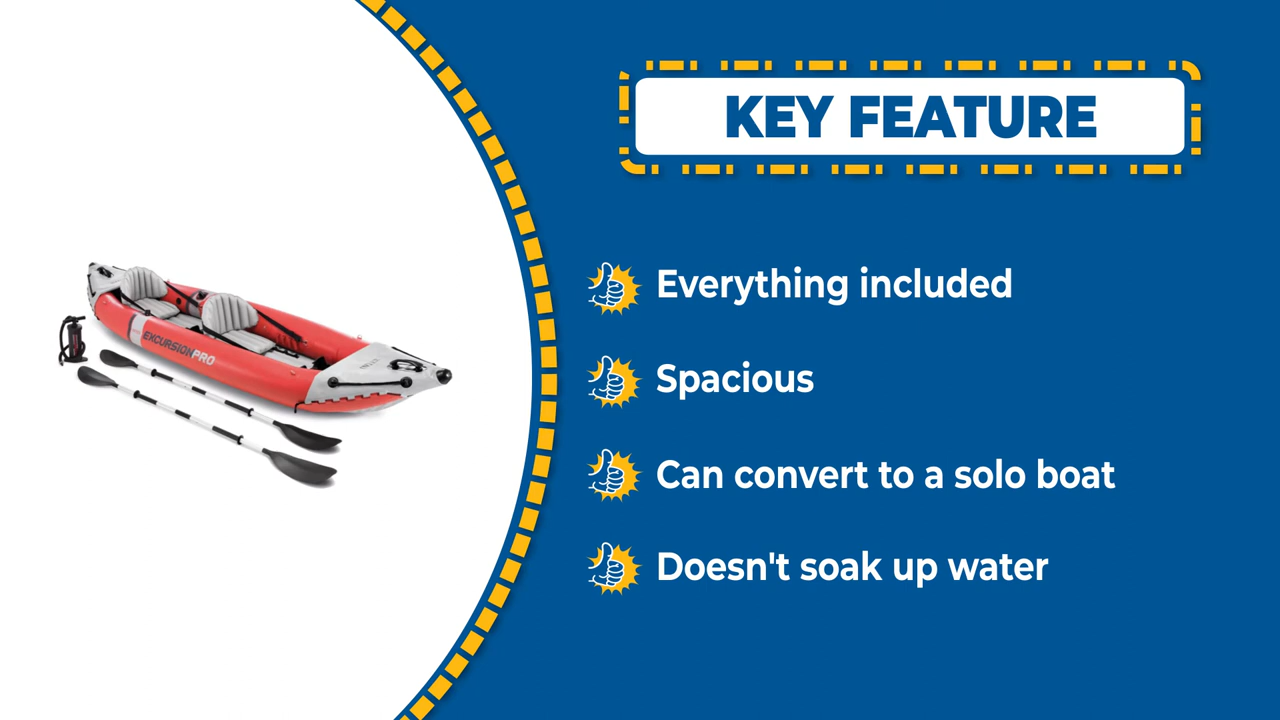 KEY FEATURE
Everything included
Spacious
Can convert to a solo boat
Doesn't soak up water
EXCURSIONPRO